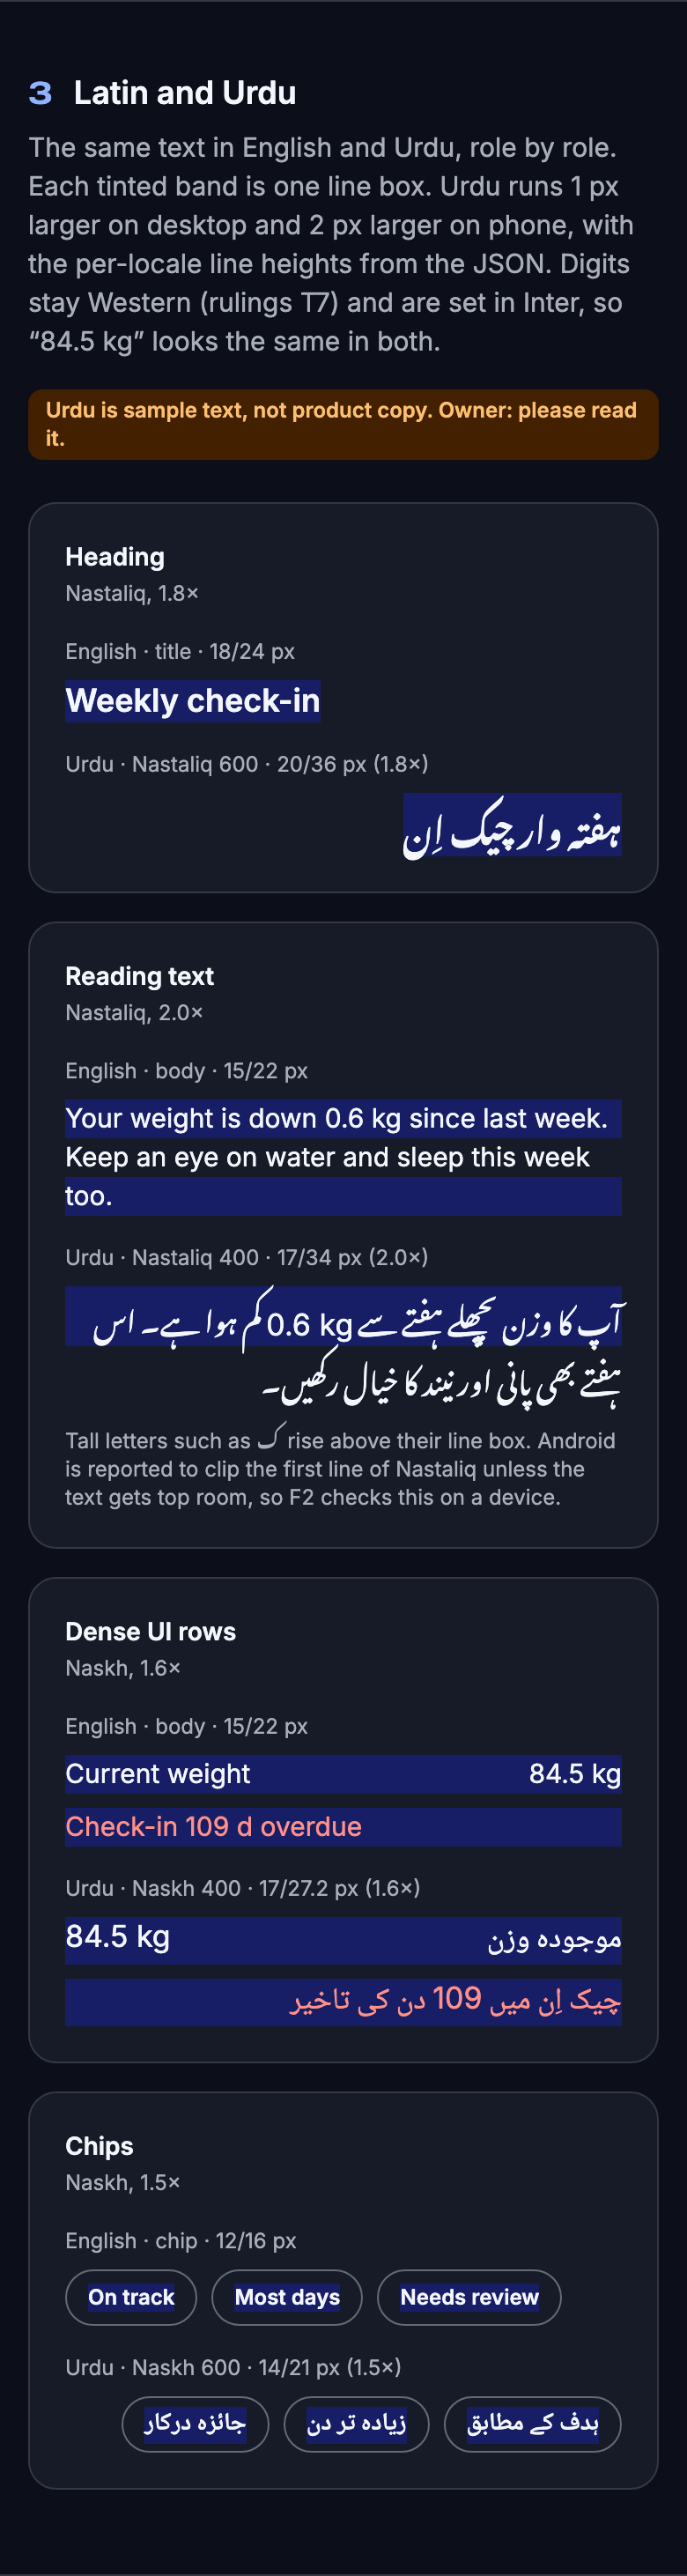 3 Latin and Urdu
The same text in English and Urdu, role by role.
Each tinted band is one line box. Urdu runs 1 px
larger on desktop and 2 px larger on phone, with
the per-locale line heights from the JSON. Digits
stay Western (rulings T7) and are set in Inter, so
“84.5 kg” looks the same in both.
Urdu is sample text, not product copy. Owner: please read
it.
Heading
Nastaliq, 1.8×
English · title · 18/24 px
Weekly check-in
Urdu · Nastaliq 600 · 20/36 px (1.8×)
ہفتہ وار چیک اِن
Reading text
Nastaliq, 2.0×
English · body · 15/22 px
Your weight is down 0.6 kg since last week.
Keep an eye on water and sleep this week
too.
Urdu · Nastaliq 400 · 17/34 px (2.0×)
آپ کا وزن پچھلے ہفتے سے 0.6 kg کم ہوا ہے۔ اس
ہفتے بھی پانی اور نیند کا خیال رکھیں۔
Tall letters such as ک rise above their line box. Android
is reported to clip the first line of Nastaliq unless the
text gets top room, so F2 checks this on a device.
Dense UI rows
Naskh, 1.6×
English · body · 15/22 px
Current weight 84.5 kg
Check-in 109 d overdue
Urdu · Naskh 400 · 17/27.2 px (1.6×)
موجودہ وزن 84.5 kg
چیک اِن میں 109 دن کی تاخیر
Chips
Naskh, 1.5×
English · chip · 12/16 px
On track Most days Needs review
Urdu · Naskh 600 · 14/21 px (1.5×)
ہدف کے مطابق زیادہ تر دن جائزہ درکار